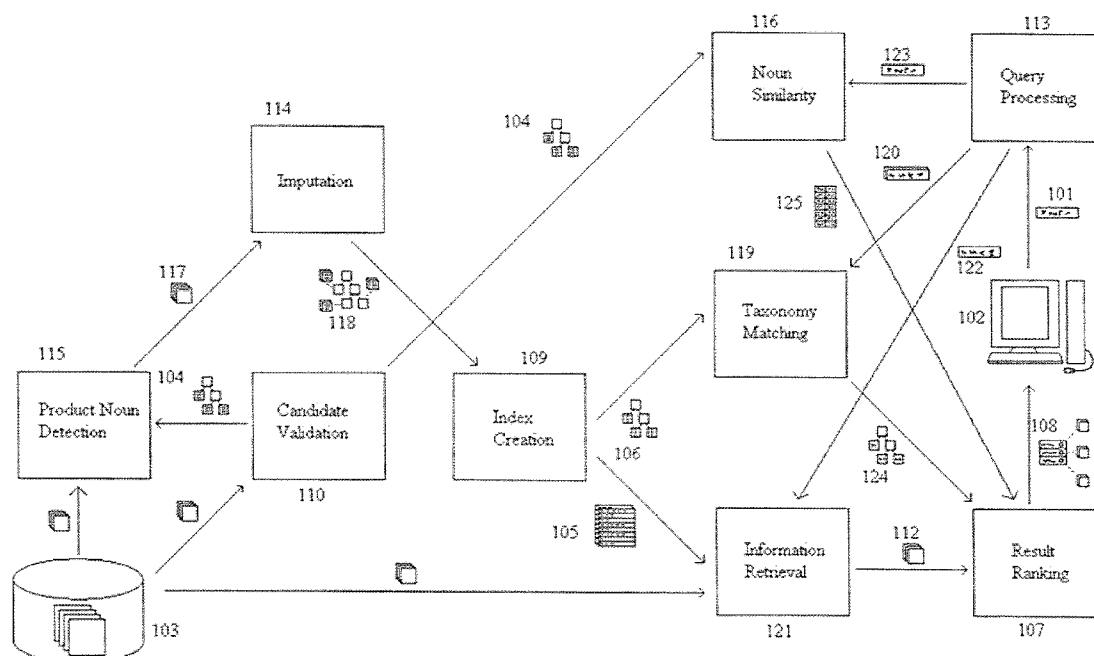 116
113
Noun
Similarity
123
Query
Processing
114
104
Imputation
120
125
101
117
118
119
122
Taxonomy
Matching
102
115
104
109
Product Noun
Detection
Candidate
Validation
Index
Creation
106
108
124
110
105
112
Information
Retrieval
Result
Ranking
103
121
107